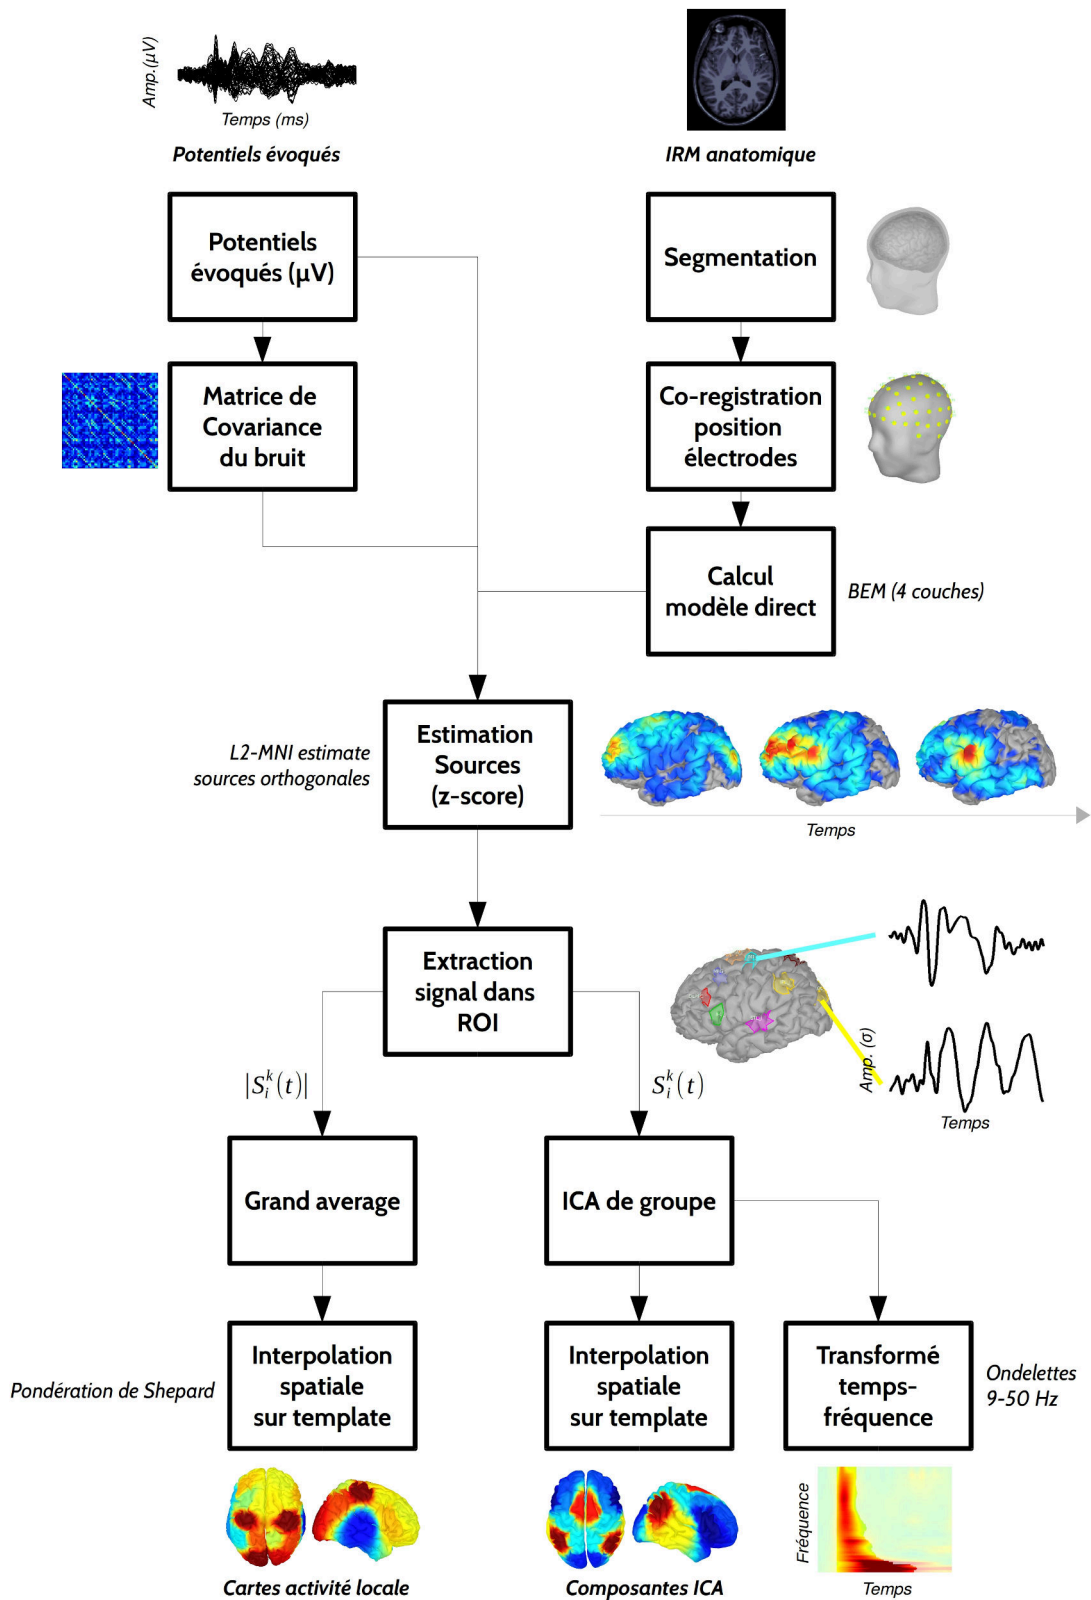 Amp.(µV)
Temps (ms)
Potentiels évoqués
IRM anatomique
Potentiels
évoqués (µV)
Segmentation
Matrice de
Covariance
du bruit
Co-registration
position
électrodes
Calcul
modèle direct
BEM (4 couches)
L2-MNI estimate
sources orthogonales
Estimation
Sources
(z-score)
Temps
Extraction
signal dans
ROI
Amp. (σ)
Temps
|S_i^k(t)|
S_i^k(t)
Grand average
ICA de groupe
Pondération de Shepard
Interpolation
spatiale
sur template
Interpolation
spatiale
sur template
Transformé
temps-
fréquence
Ondelettes
9-50 Hz
Fréquence
Temps
Cartes activité locale
Composantes ICA